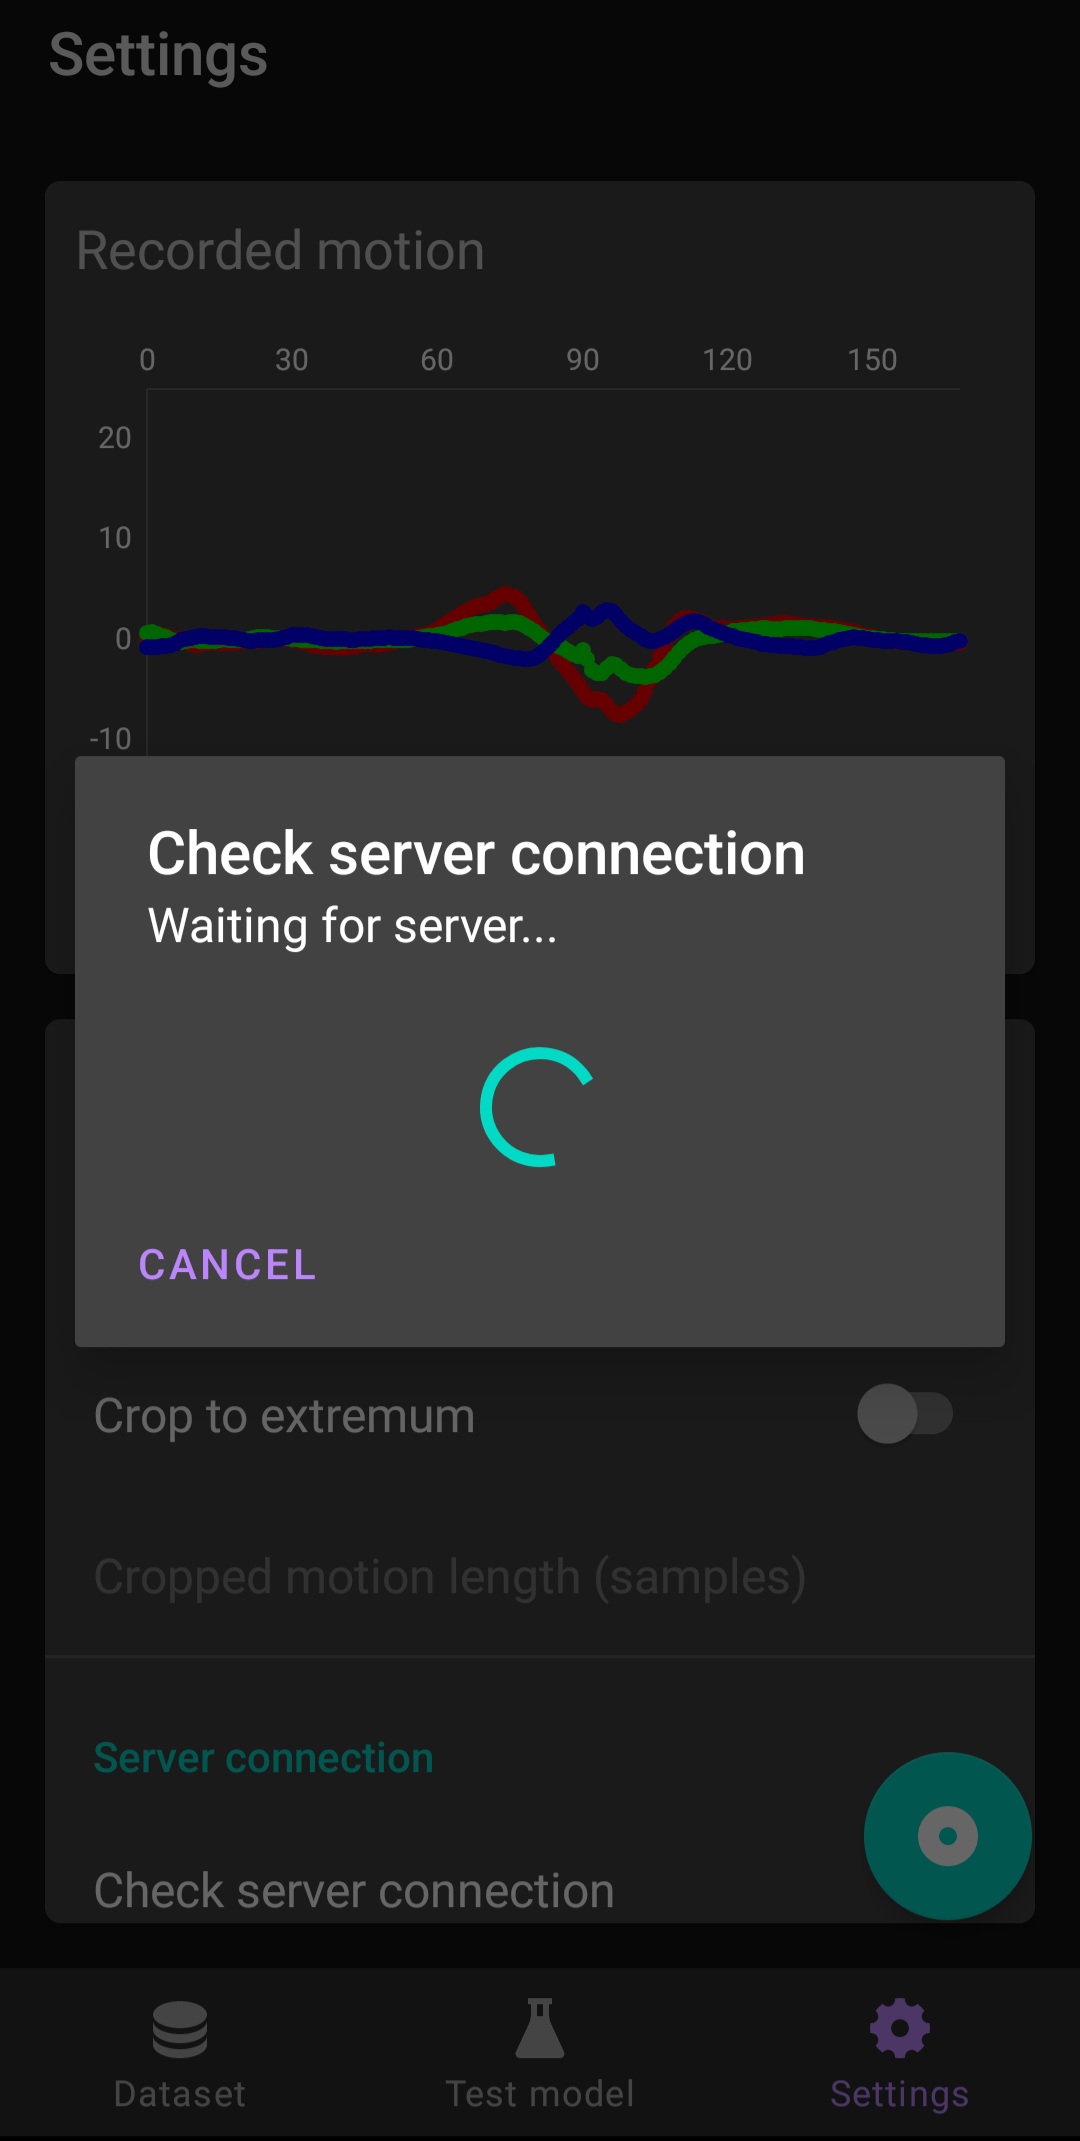 Settings
Recorded motion
0 30 60 90 120 150
20
10
0
-10
Check server connection
Waiting for server...
CANCEL
Crop to extremum
Cropped motion length (samples)
Server connection
Check server connection
Dataset Test model Settings